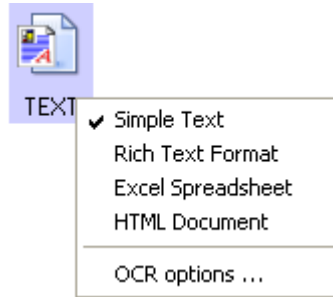 TEXT
Simple Text
Rich Text Format
Excel Spreadsheet
HTML Document
OCR options ...